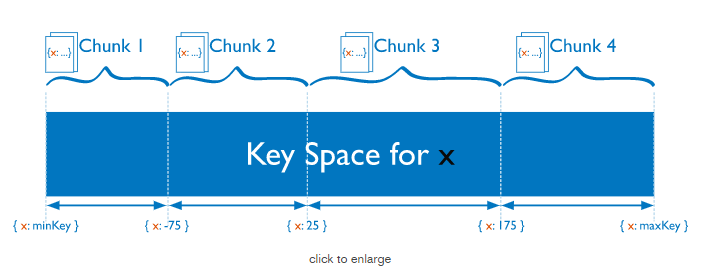 {x: ...} Chunk 1 {x: ...} Chunk 2 {x: ...} Chunk 3 {x: ...} Chunk 4
Key Space for x
{ x: minKey } { x: -75 } { x: 25 } { x: 175 } { x: maxKey }
click to enlarge